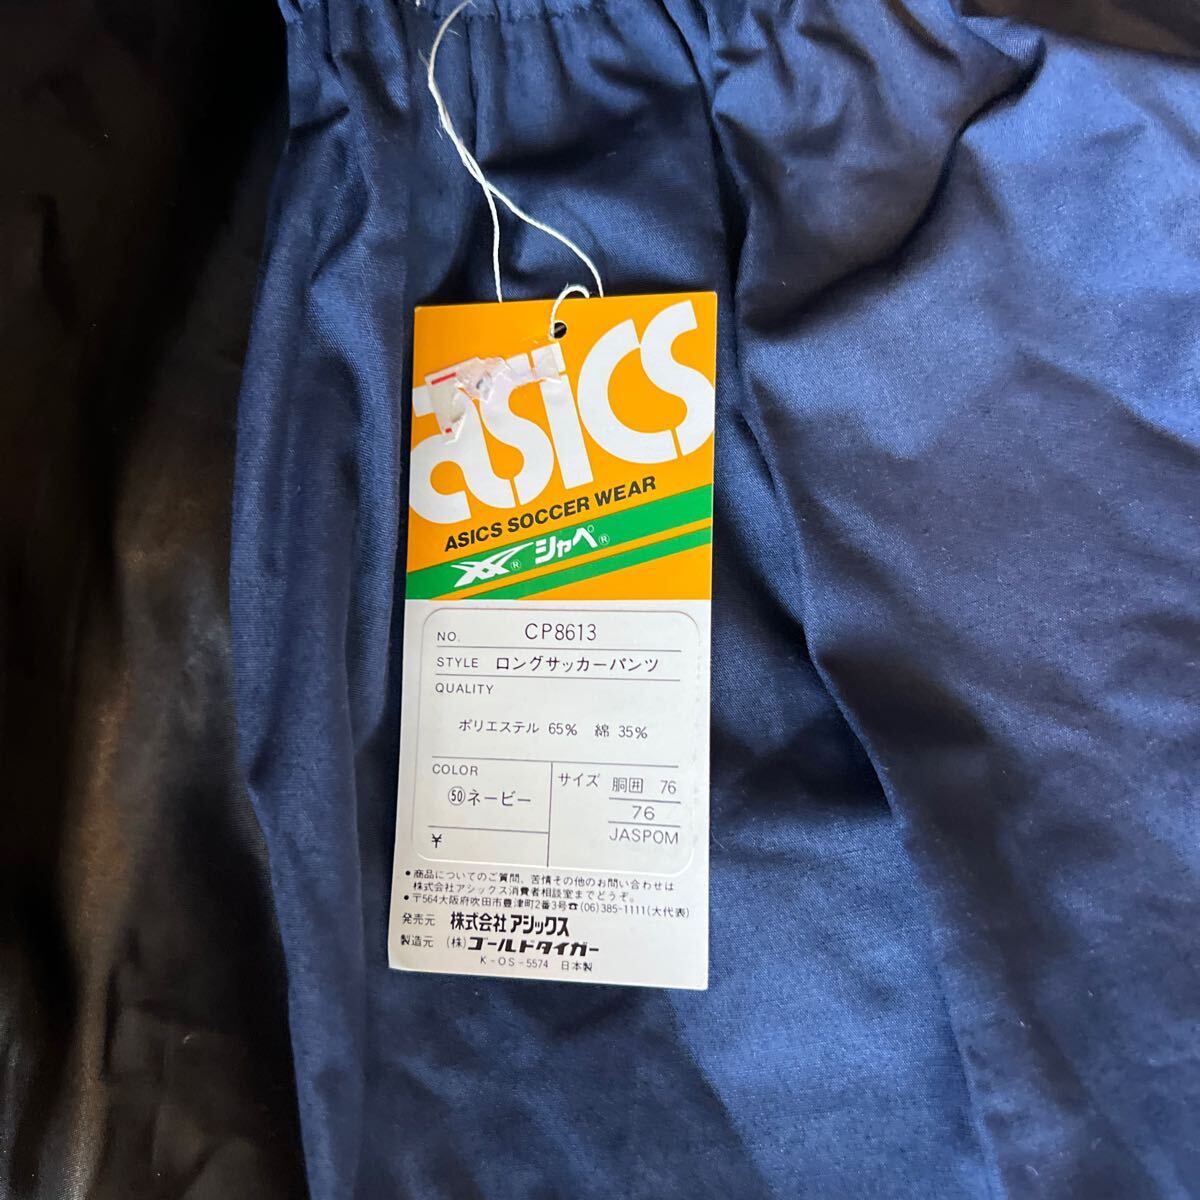 asics
ASICS SOCCER WEAR
® シャペ®
NO. CP8613
STYLE ロングサッカーパンツ
QUALITY
ポリエステル 65% 綿 35%
COLOR
㊿ネービー
¥
サイズ 胴囲 76
76
JASPOM
●商品についてのご質問、苦情その他のお問い合わせは
株式会社アシックス消費者相談室までどうぞ。
●〒564大阪府吹田市豊津町2番3号☎(06)385-1111(大代表)
発売元 株式会社アシックス
製造元 (株)ゴールドタイガー
K-OS-5574 日本製